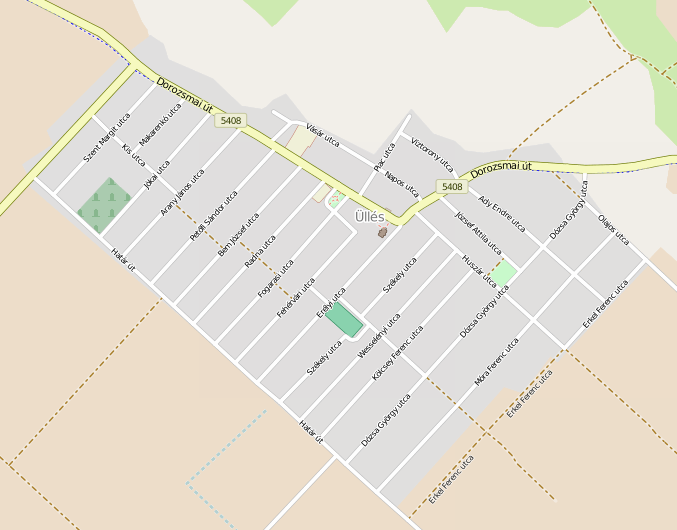 Dorozsmai út
5408
Vásár utca
Piac utca
Víztorony utca
Napos utca
5408
Dorozsmai út
Szent Margit utca
Makarenkó utca
Kis utca
Jókai utca
Arany János utca
Petőfi Sándor utca
Bem József utca
Radna utca
Fogarasi utca
Fehérvári utca
Erdélyi utca
Üllés
Ady Endre utca
József Attila utca
Huszár utca
Dózsa György utca
Olajos utca
Székely utca
Erkel Ferenc utca
Dózsa György utca
Határ út
Székely utca
Wesselényi utca
Kölcsey Ferenc utca
Móra Ferenc utca
Erkel Ferenc utca
Dózsa György utca
Határ út
Erkel Ferenc utca